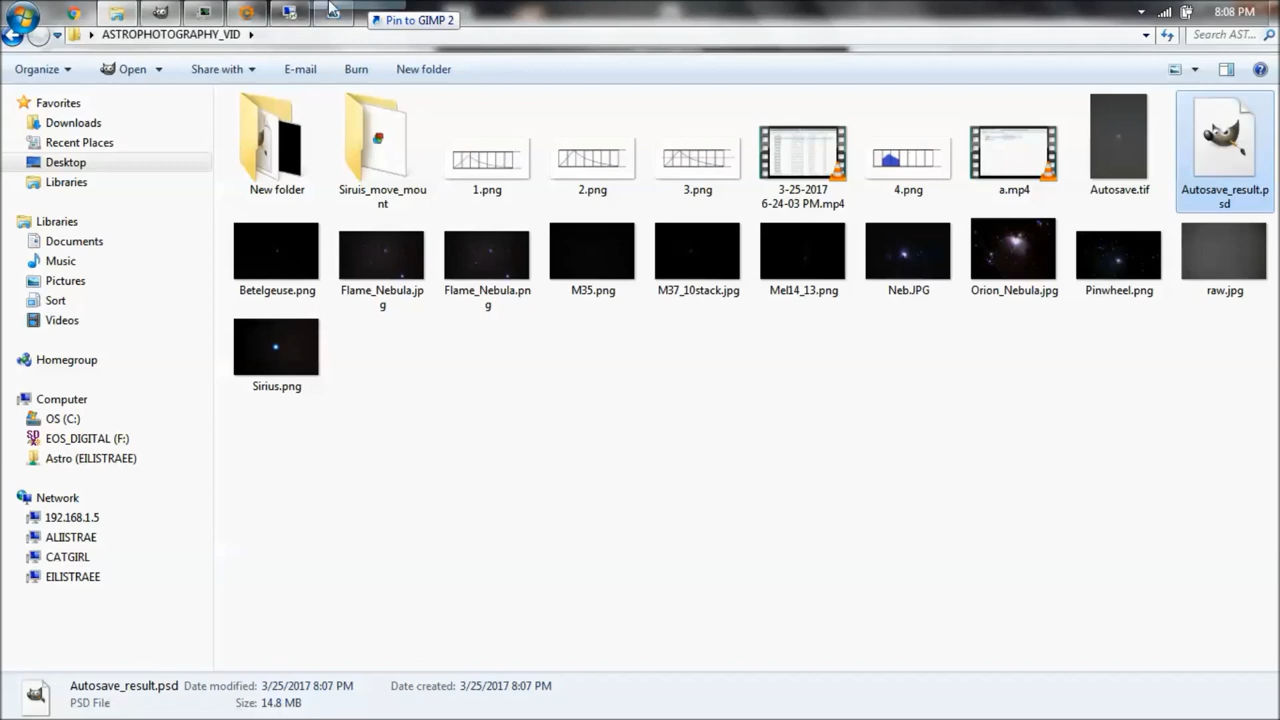 Pin to GIMP 2
8:08 PM
ASTROPHOTOGRAPHY_VID
Search AST...
Organize
Open
Share with
E-mail
Burn
New folder
Favorites
Downloads
Recent Places
Desktop
Libraries
Libraries
Documents
Music
Pictures
Sort
Videos
Homegroup
Computer
OS (C:)
EOS_DIGITAL (F:)
Astro (EILISTRAEE)
Network
192.168.1.5
ALIISTRAE
CATGIRL
EILISTRAEE
New folder
Siruis_move_mou
nt
1.png
2.png
3.png
3-25-2017
6-24-03 PM.mp4
4.png
a.mp4
Autosave.tif
Autosave_result.p
sd
Betelgeuse.png
Flame_Nebula.jp
g
Flame_Nebula.pn
g
M35.png
M37_10stack.jpg
Mel14_13.png
Neb.JPG
Orion_Nebula.jpg
Pinwheel.png
raw.jpg
Sirius.png
Autosave_result.psd Date modified: 3/25/2017 8:07 PM Date created: 3/25/2017 8:07 PM
PSD File Size: 14.8 MB